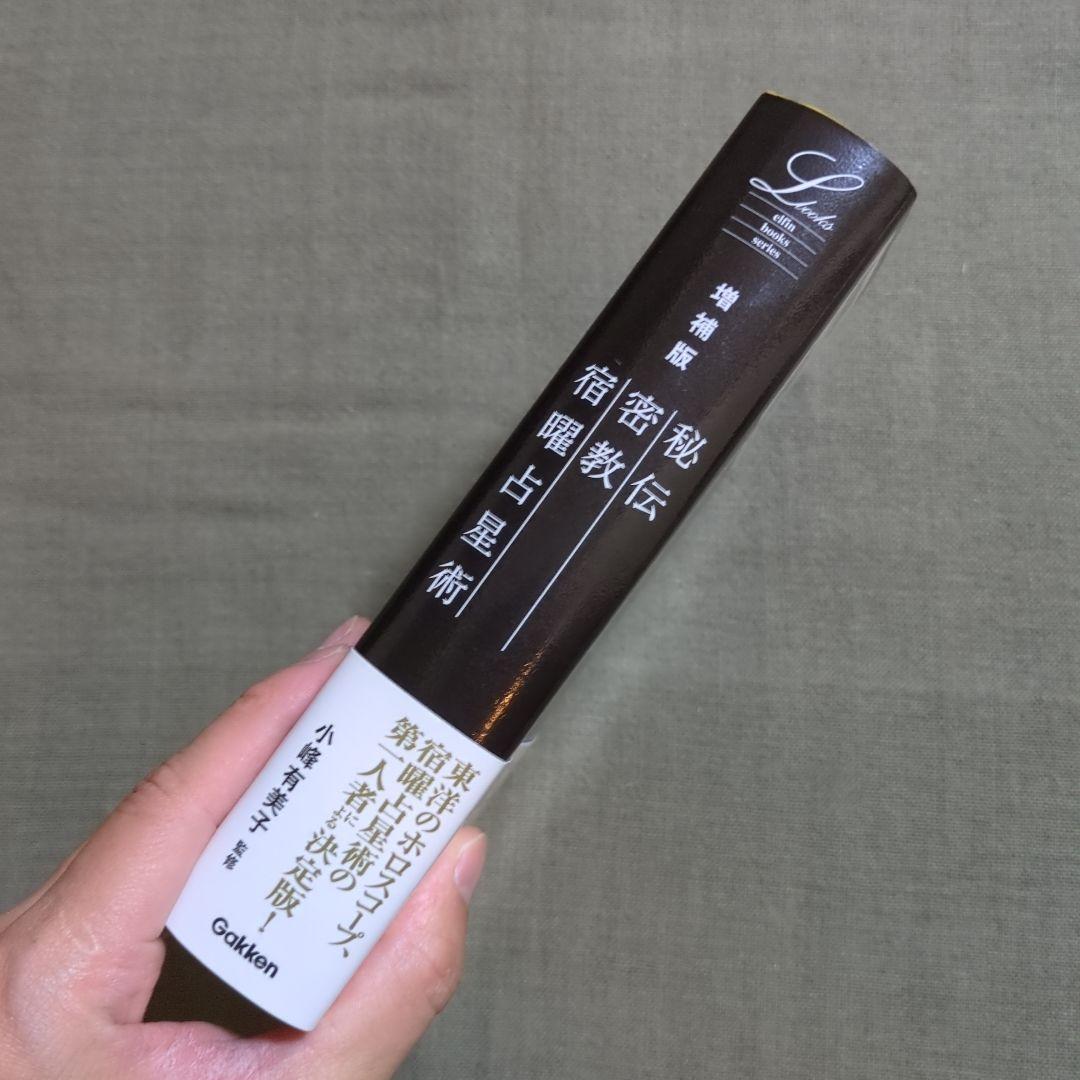 L books
elfin
books
series
増補版
秘伝
密教
宿曜占星術
東洋のホロスコープ、
宿曜占星術の
第一人者による決定版!
小峰有美子 監修
Gakken